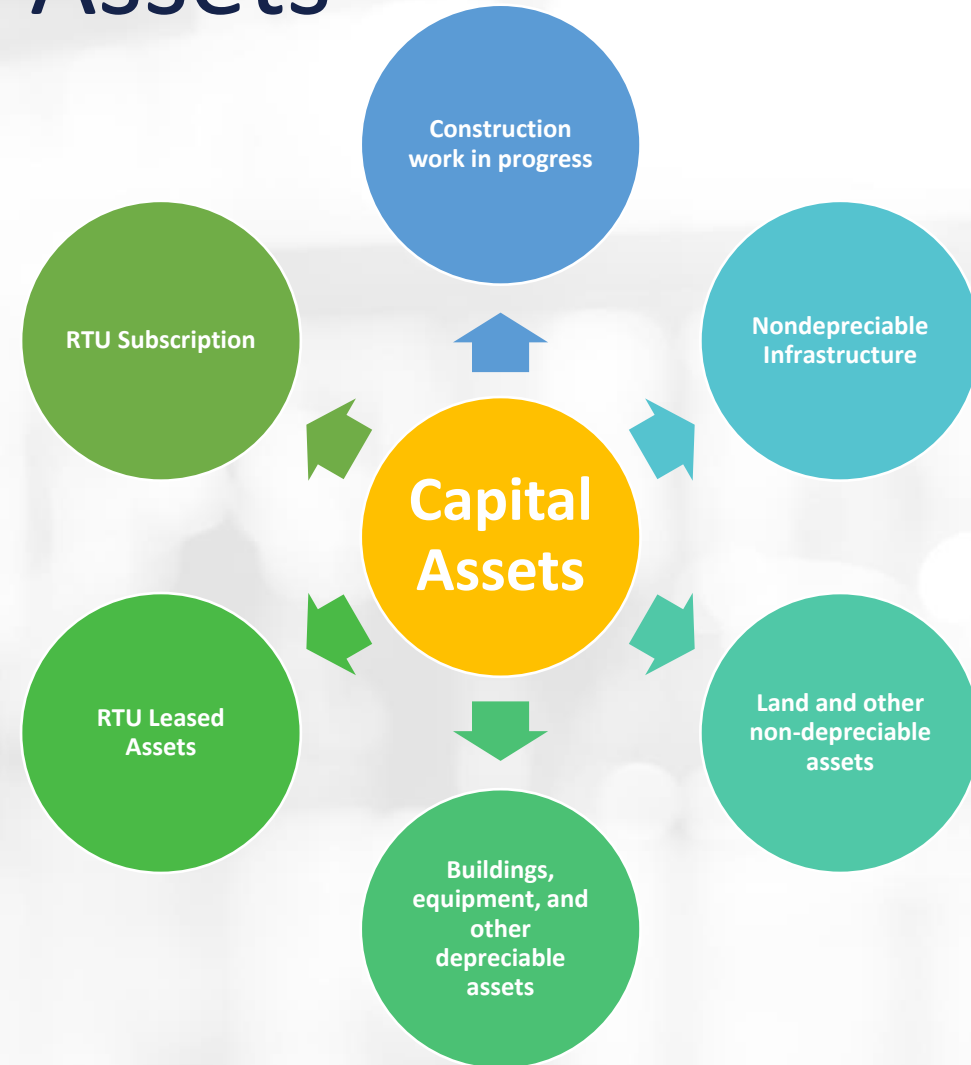 Assets
Construction
work in progress
Nondepreciable
Infrastructure
Land and other
non-depreciable
assets
Buildings,
equipment, and
other
depreciable
assets
RTU Leased
Assets
RTU Subscription
Capital
Assets